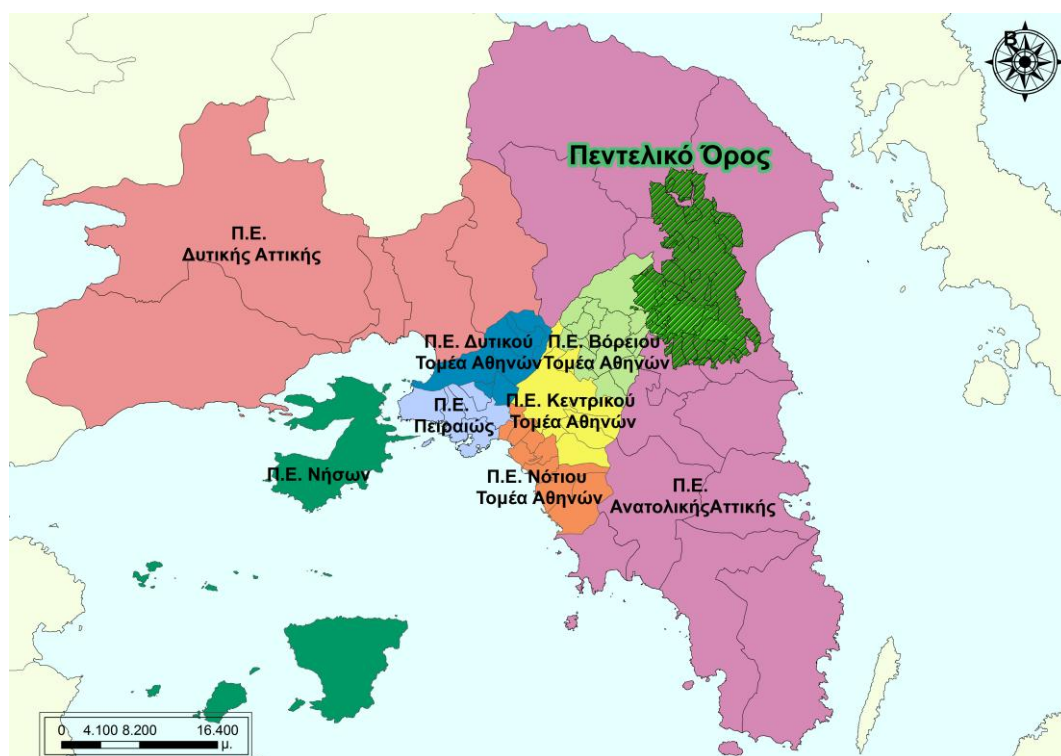 Β
Πεντελικό Όρος
Π.Ε.
Δυτικής Αττικής
Π.Ε. Δυτικού
Τομέα Αθηνών
Π.Ε. Βόρειου
Τομέα Αθηνών
Π.Ε.
Πειραιώς
Π.Ε. Κεντρικού
Τομέα Αθηνών
Π.Ε. Νήσων
Π.Ε. Νότιου
Τομέα Αθηνών
Π.Ε.
ΑνατολικήςΑττικής
0 4.100 8.200 16.400
μ.